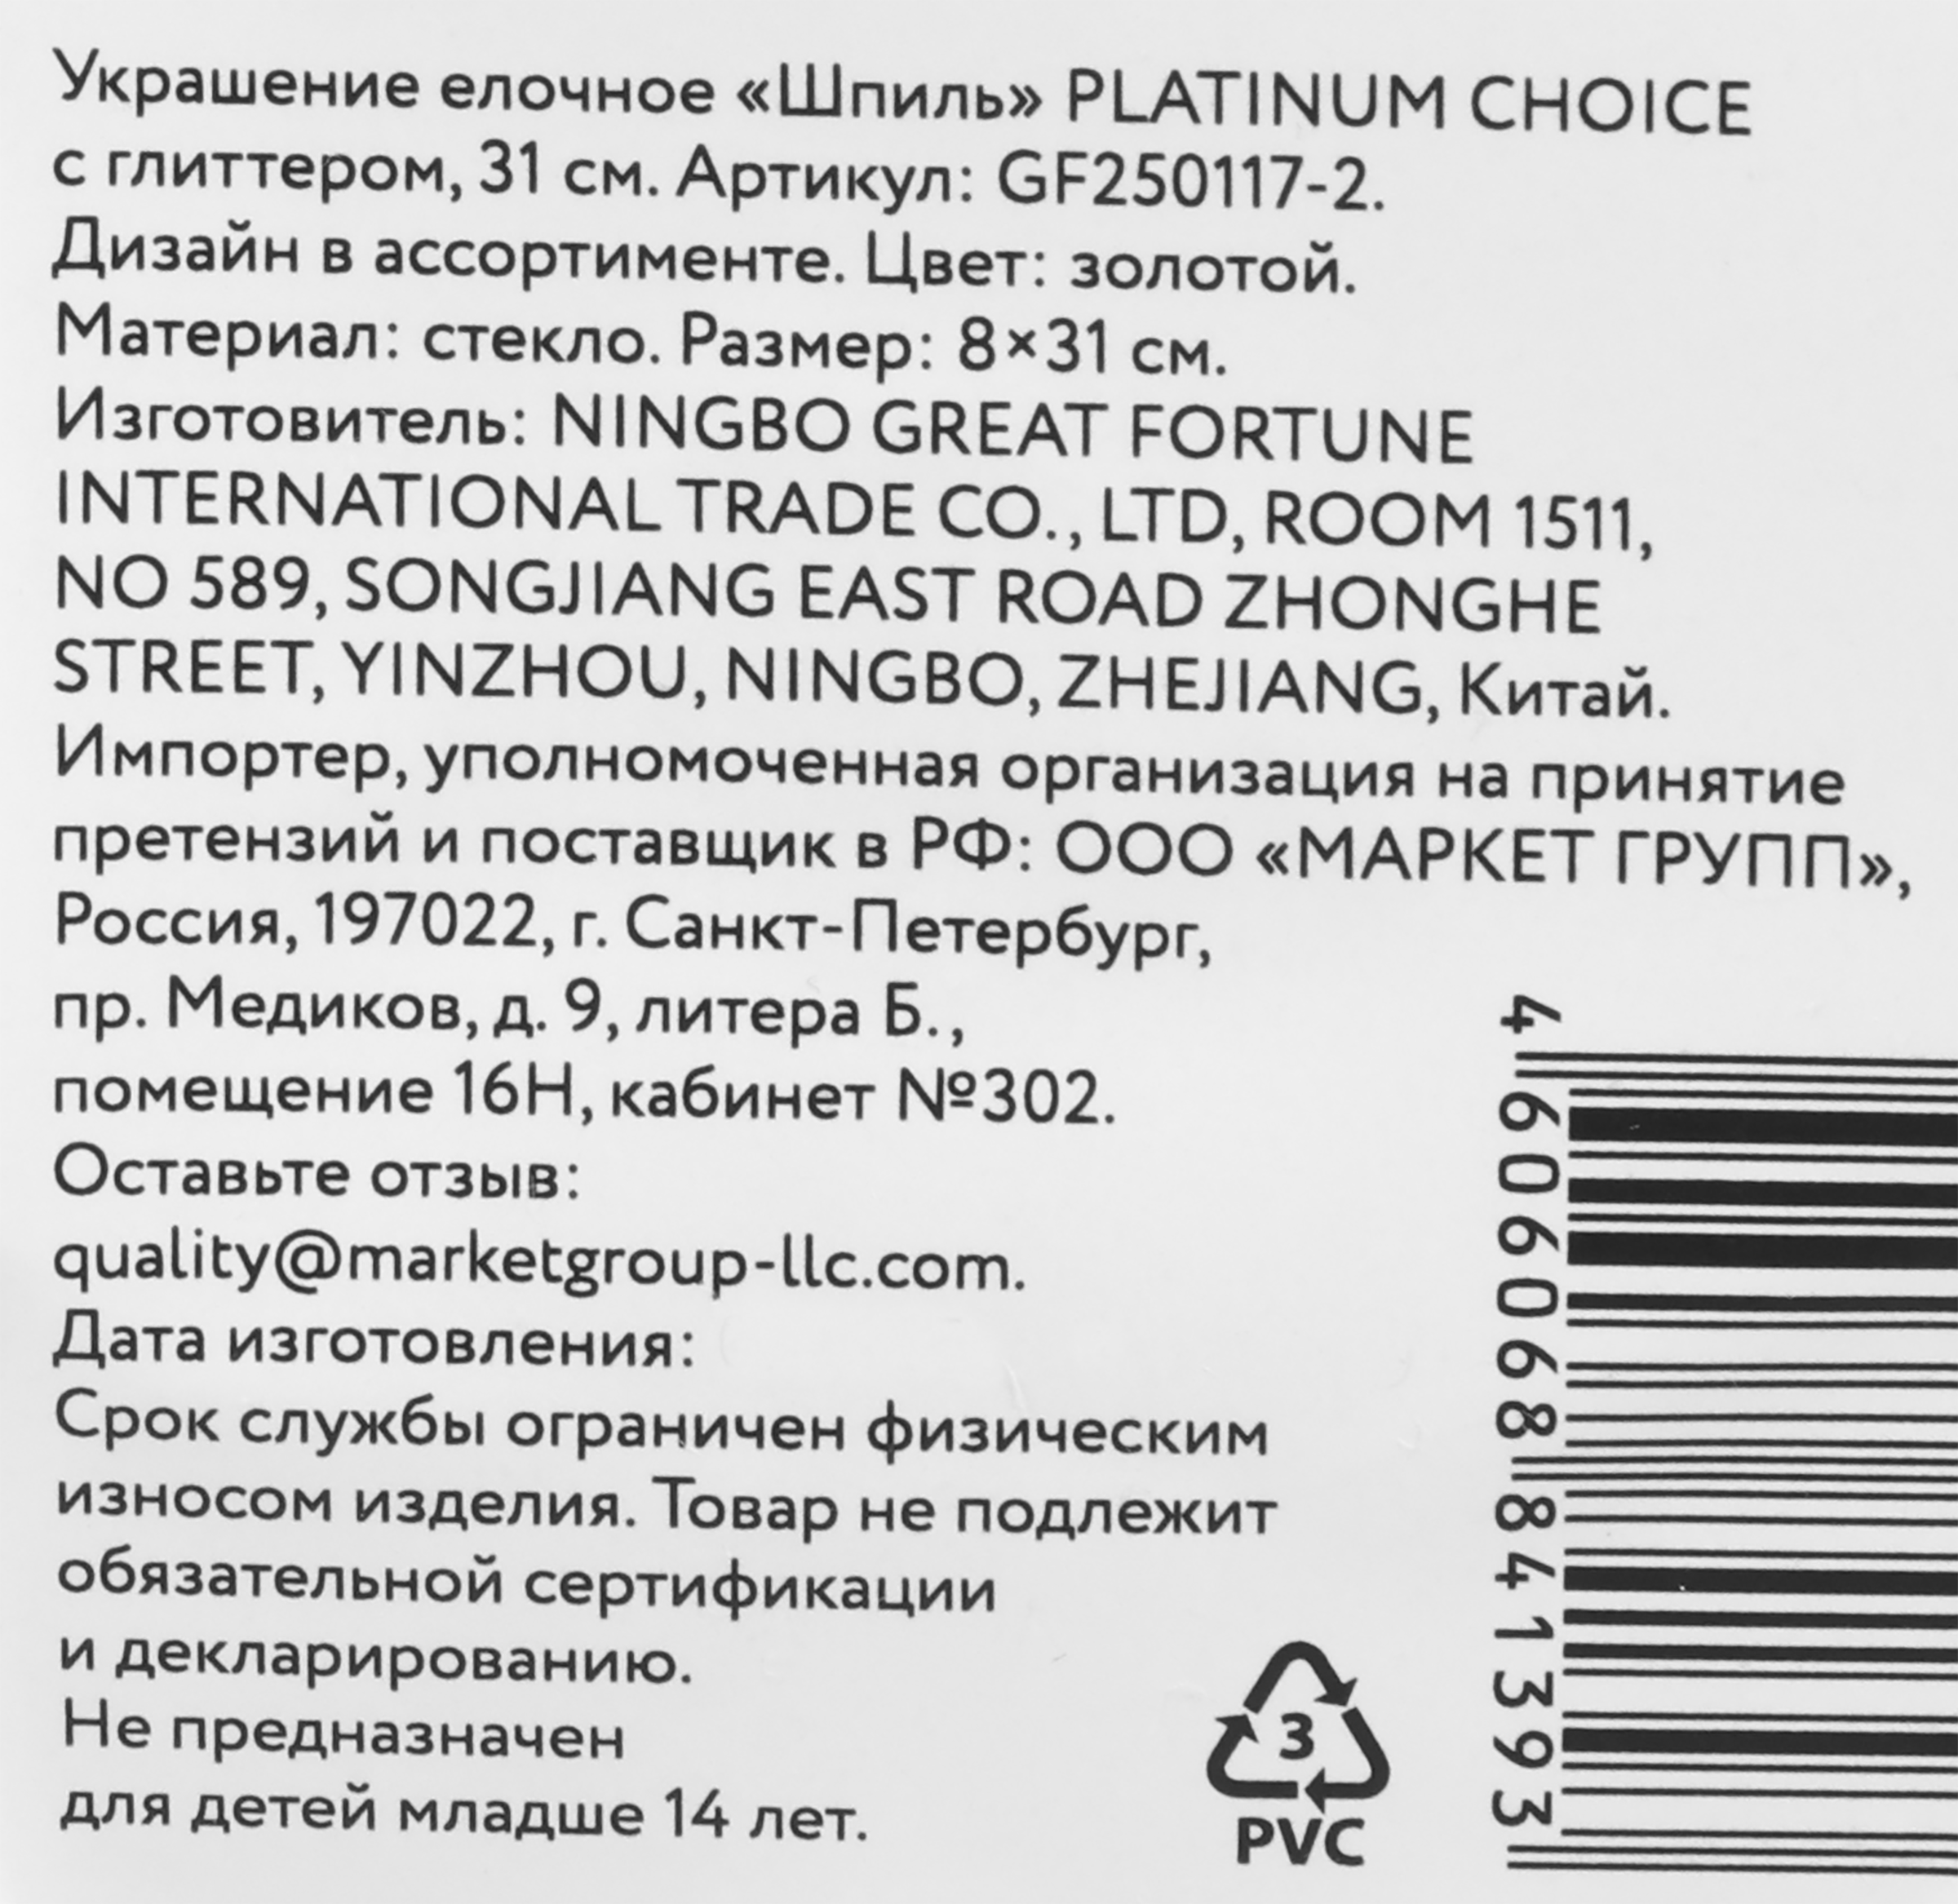 Украшение елочное «Шпиль» PLATINUM CHOICE
с глиттером, 31 см. Артикул: GF250117-2.
Дизайн в ассортименте. Цвет: золотой.
Материал: стекло. Размер: 8×31 см.
Изготовитель: NINGBO GREAT FORTUNE
INTERNATIONAL TRADE CO., LTD, ROOM 1511,
NO 589, SONGJIANG EAST ROAD ZHONGHE
STREET, YINZHOU, NINGBO, ZHEJIANG, Китай.
Импортер, уполномоченная организация на принятие
претензий и поставщик в РФ: ООО «МАРКЕТ ГРУПП»,
Россия, 197022, г. Санкт-Петербург,
пр. Медиков, д. 9, литера Б.,
помещение 16Н, кабинет №302.
Оставьте отзыв:
quality@marketgroup-llc.com.
Дата изготовления:
Срок службы ограничен физическим
износом изделия. Товар не подлежит
обязательной сертификации
и декларированию.
Не предназначен
для детей младше 14 лет.
3
PVC
4 606068 841393